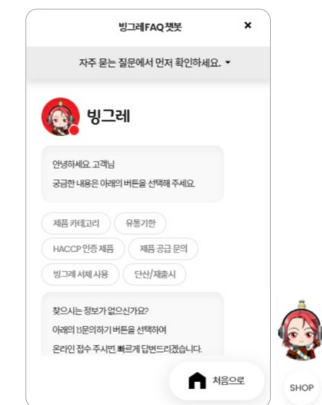 빙그레 FAQ 챗봇 ×
자주 묻는 질문에서 먼저 확인하세요.
빙그레
안녕하세요. 고객님
궁금한 내용은 아래의 버튼을 선택해 주세요.
제품 카테고리 유통기한
HACCP 인증 제품 제품 공급 문의
빙그레 서체 사용 단산/재출시
찾으시는 정보가 없으신가요?
아래의 1:1문의하기 버튼을 선택하여
온라인 접수 주시면 빠르게 답변드리겠습니다.
처음으로
SHOP